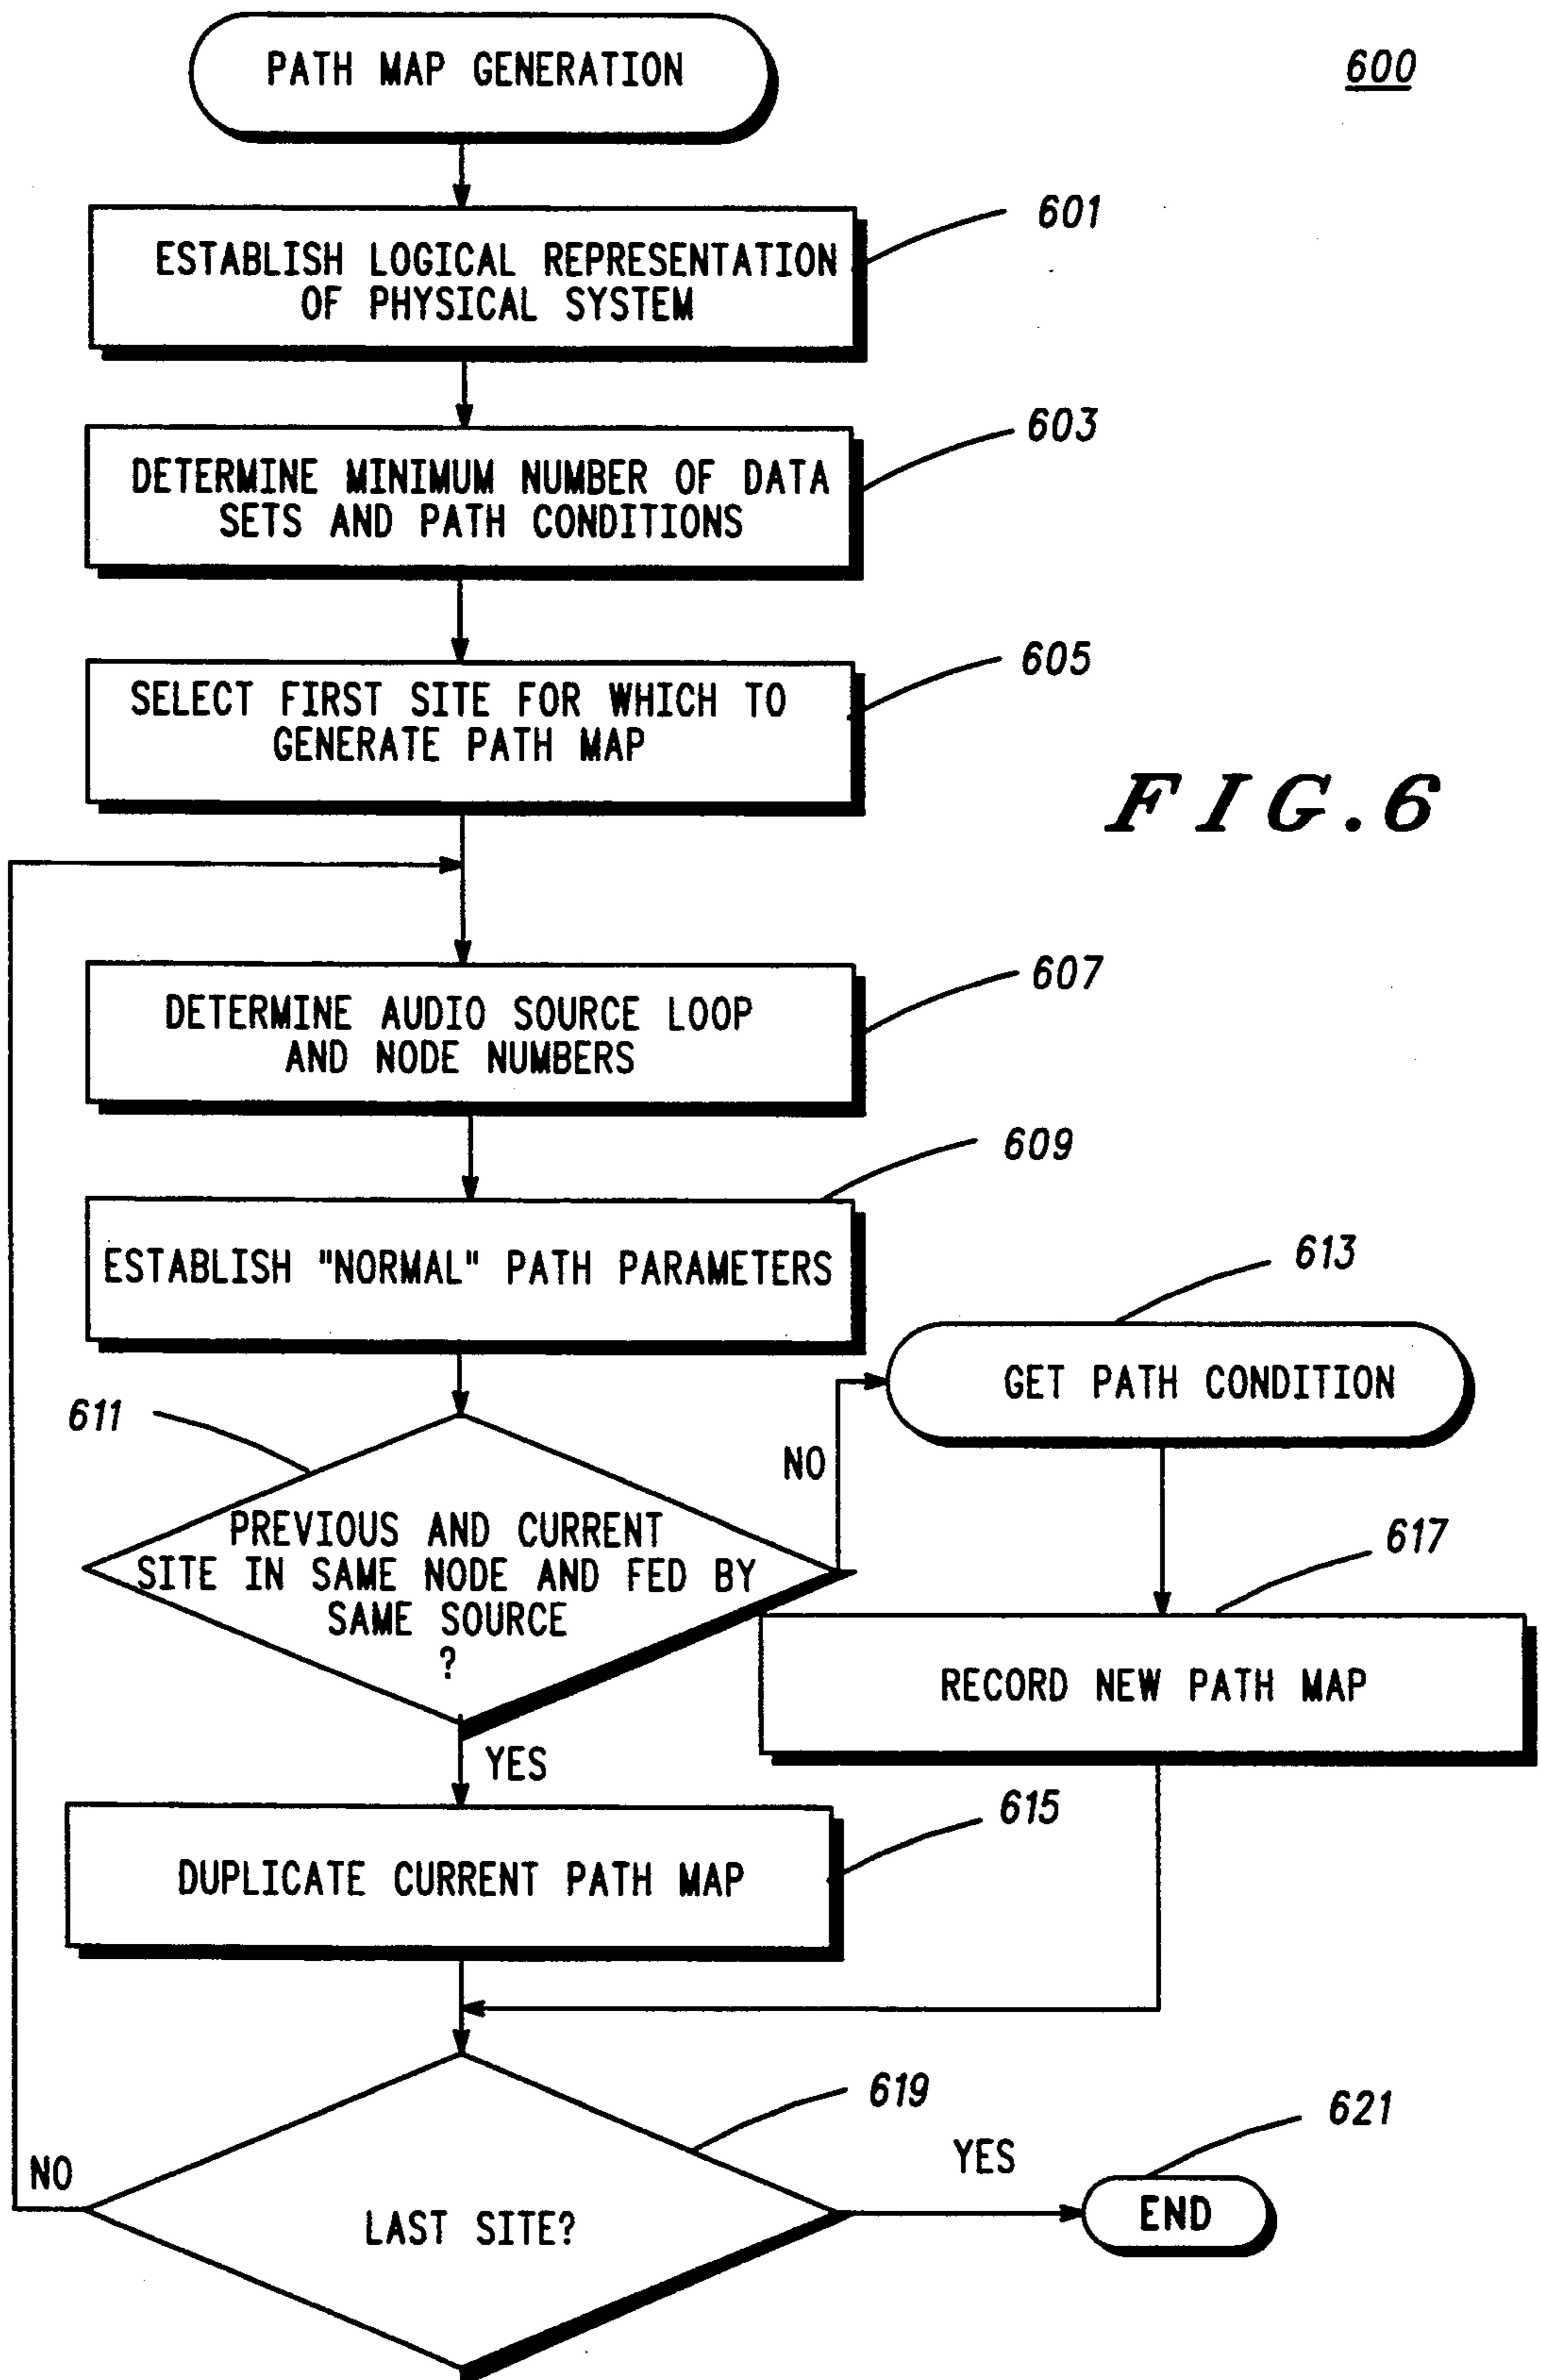 PATH MAP GENERATION
600
601
ESTABLISH LOGICAL REPRESENTATION
OF PHYSICAL SYSTEM
603
DETERMINE MINIMUM NUMBER OF DATA
SETS AND PATH CONDITIONS
605
SELECT FIRST SITE FOR WHICH TO
GENERATE PATH MAP
FIG.6
607
DETERMINE AUDIO SOURCE LOOP
AND NODE NUMBERS
609
ESTABLISH "NORMAL" PATH PARAMETERS
613
GET PATH CONDITION
611
NO
PREVIOUS AND CURRENT
SITE IN SAME NODE AND FED BY
SAME SOURCE
?
617
RECORD NEW PATH MAP
YES
615
DUPLICATE CURRENT PATH MAP
619
621
NO
YES
LAST SITE?
END